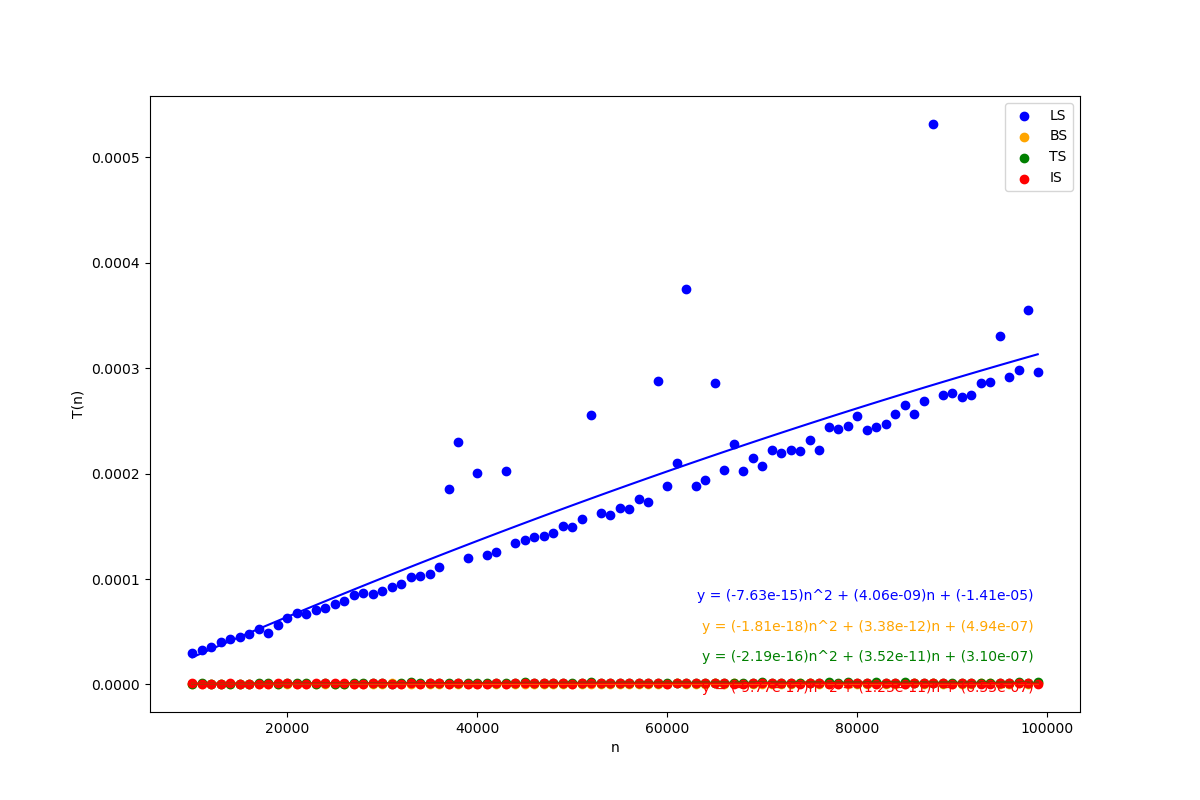 LS
BS
TS
IS
0.0005
0.0004
0.0003
0.0002
0.0001
0.0000
T(n)
y = (-7.63e-15)n^2 + (4.06e-09)n + (-1.41e-05)
y = (-1.81e-18)n^2 + (3.38e-12)n + (4.94e-07)
y = (-2.19e-16)n^2 + (3.52e-11)n + (3.10e-07)
20000
40000
60000
80000
100000
n